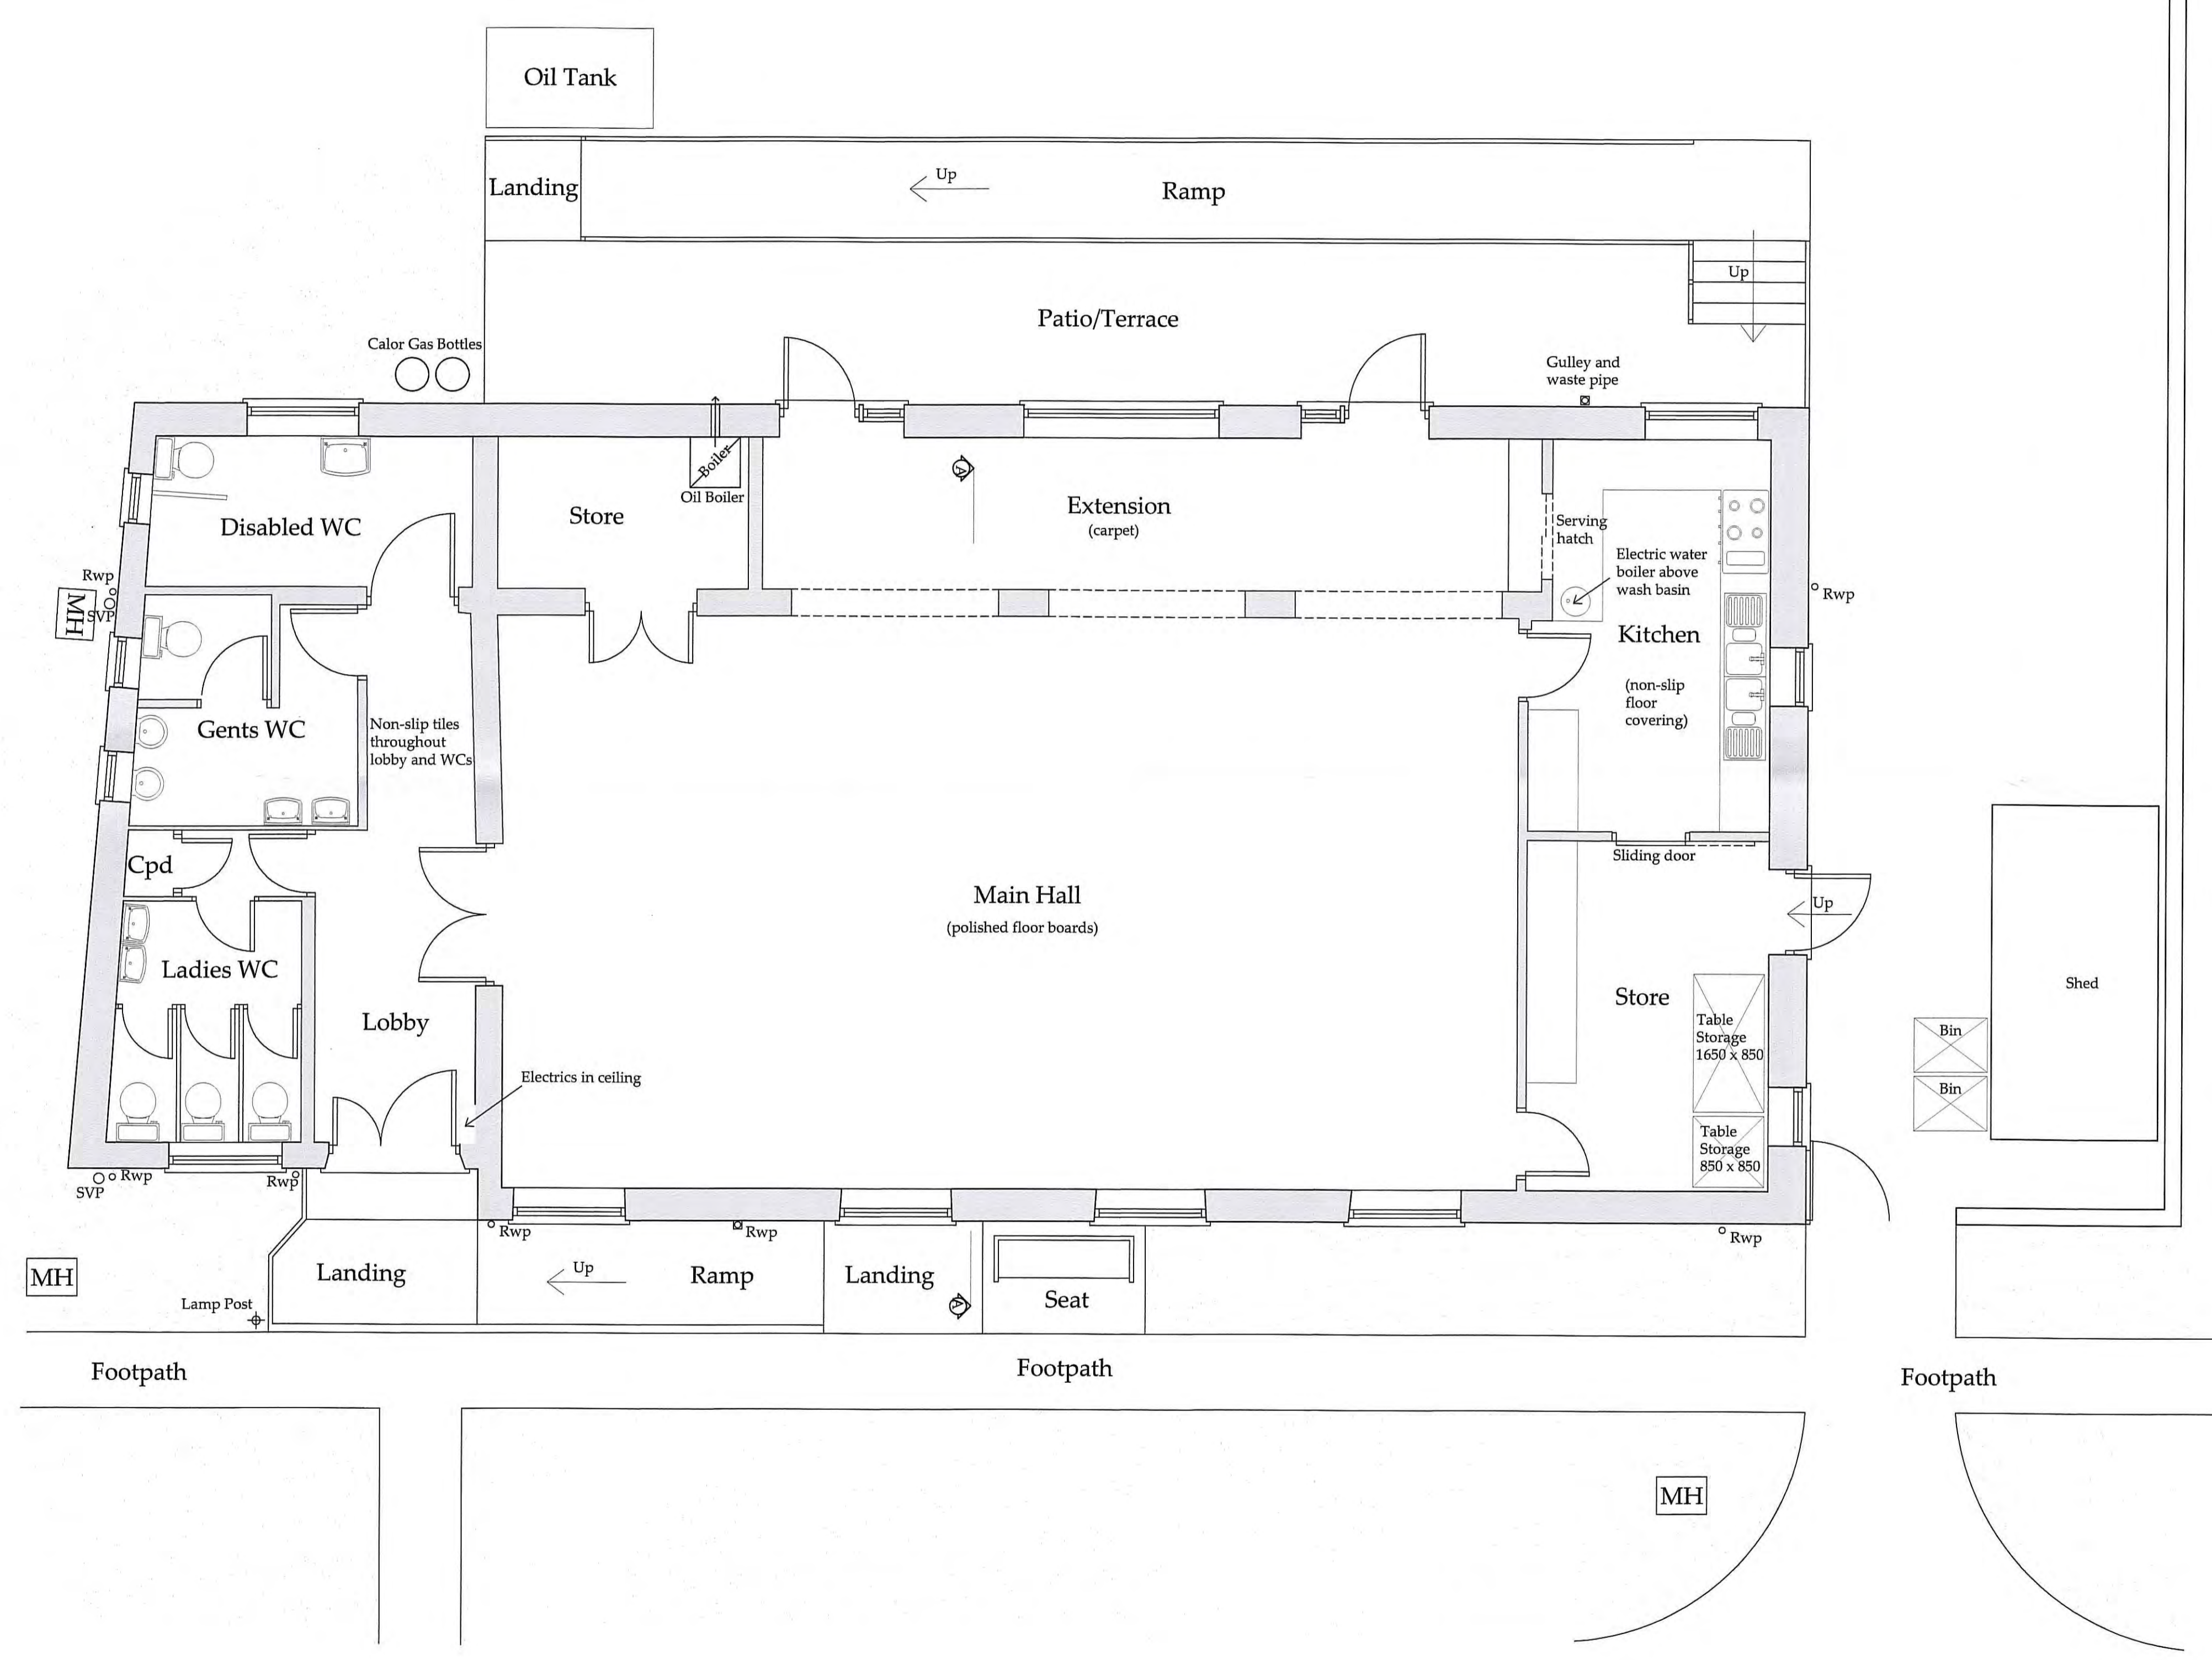 Oil Tank
Landing
Up
Ramp
Up
Patio/Terrace
Calor Gas Bottles
Gulley and
waste pipe
Boiler
Oil Boiler
A
Store
Extension
(carpet)
Disabled WC
Serving
hatch
Electric water
boiler above
wash basin
Rwp
SVP
MH
Rwp
Kitchen
(non-slip
floor
covering)
Gents WC
Non-slip tiles
throughout
lobby and WCs
Sliding door
Cpd
Main Hall
(polished floor boards)
Up
Ladies WC
Shed
Store
Lobby
Table
Storage
1650 x 850
Bin
Bin
Electrics in ceiling
Table
Storage
850 x 850
SVP
Rwp
Rwp
Rwp
Rwp
Rwp
MH
Landing
Up
Ramp
Landing
A
Seat
Lamp Post
Footpath
Footpath
Footpath
MH